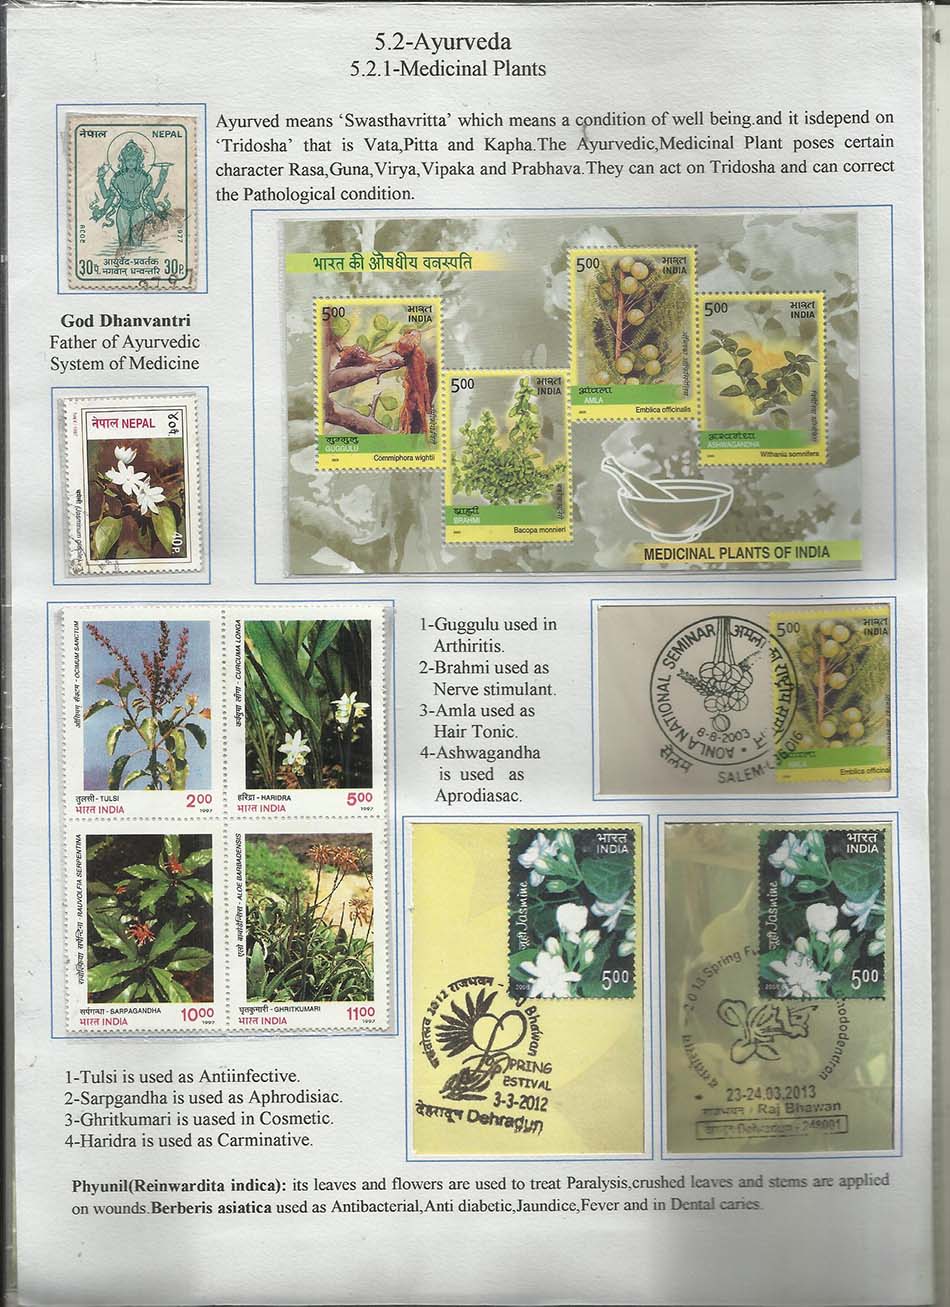 5.2-Ayurveda
5.2.1-Medicinal Plants
नेपाल NEPAL
२०३४ 1977
आयुर्वेद-प्रवर्तक
30प. भगवान् धन्वन्तरि 30P.
Ayurved means ‘Swasthavritta’ which means a condition of well being.and it isdepend on
‘Tridosha’ that is Vata,Pitta and Kapha.The Ayurvedic,Medicinal Plant poses certain
character Rasa,Guna,Virya,Vipaka and Prabhava.They can act on Tridosha and can correct
the Pathological condition.
God Dhanvantri
Father of Ayurvedic
System of Medicine
भारत की औषधीय वनस्पति
5.00 भारत INDIA
गुग्गुलु
GUGGULU
Commiphora wightii
5.00 भारत INDIA
ब्राह्मी
BRAHMI
Bacopa monnieri
5.00 भारत INDIA
आंवला
AMLA
Emblica officinalis
5.00 भारत INDIA
अश्वगंधा
ASHWAGANDHA
Withania somnifera
MEDICINAL PLANTS OF INDIA
नेपाल NEPAL
40P.
OCIMUM SANCTUM
तुलसी - TULSI
2.00
भारत INDIA 1997
CURCUMA LONGA
हरिद्रा - HARIDRA
5.00
भारत INDIA 1997
RAUVOLFIA SERPENTINA
सर्पगन्धा - SARPAGANDHA
10.00
भारत INDIA 1997
ALOE BARBADENSIS
घृतकुमारी - GHRITKUMARI
11.00
भारत INDIA 1997
1-Guggulu used in
Arthiritis.
2-Brahmi used as
Nerve stimulant.
3-Amla used as
Hair Tonic.
4-Ashwagandha
is used as
Aprodiasac.
AONLA NATIONAL SEMINAR
8-8-2003
SALEM-
5.00 भारत INDIA
Emblica officinal
भारत
INDIA
जूही Jasmine
2008 5.00
वसंतोत्सव 2012 राजभवन - Raj Bhawan
SPRING
FESTIVAL
3-3-2012
देहरादून Dehradun
भारत
INDIA
जूही Jasmine
2008 5.00
2013 Spring
Rhododendron
23-24.03.2013
राजभवन - Raj Bhawan
Dehradun - 248001
1-Tulsi is used as Antiinfective.
2-Sarpgandha is used as Aphrodisiac.
3-Ghritkumari is uased in Cosmetic.
4-Haridra is used as Carminative.
Phyunil(Reinwardita indica): its leaves and flowers are used to treat Paralysis,crushed leaves and stems are applied
on wounds.Berberis asiatica used as Antibacterial,Anti diabetic,Jaundice,Fever and in Dental caries.